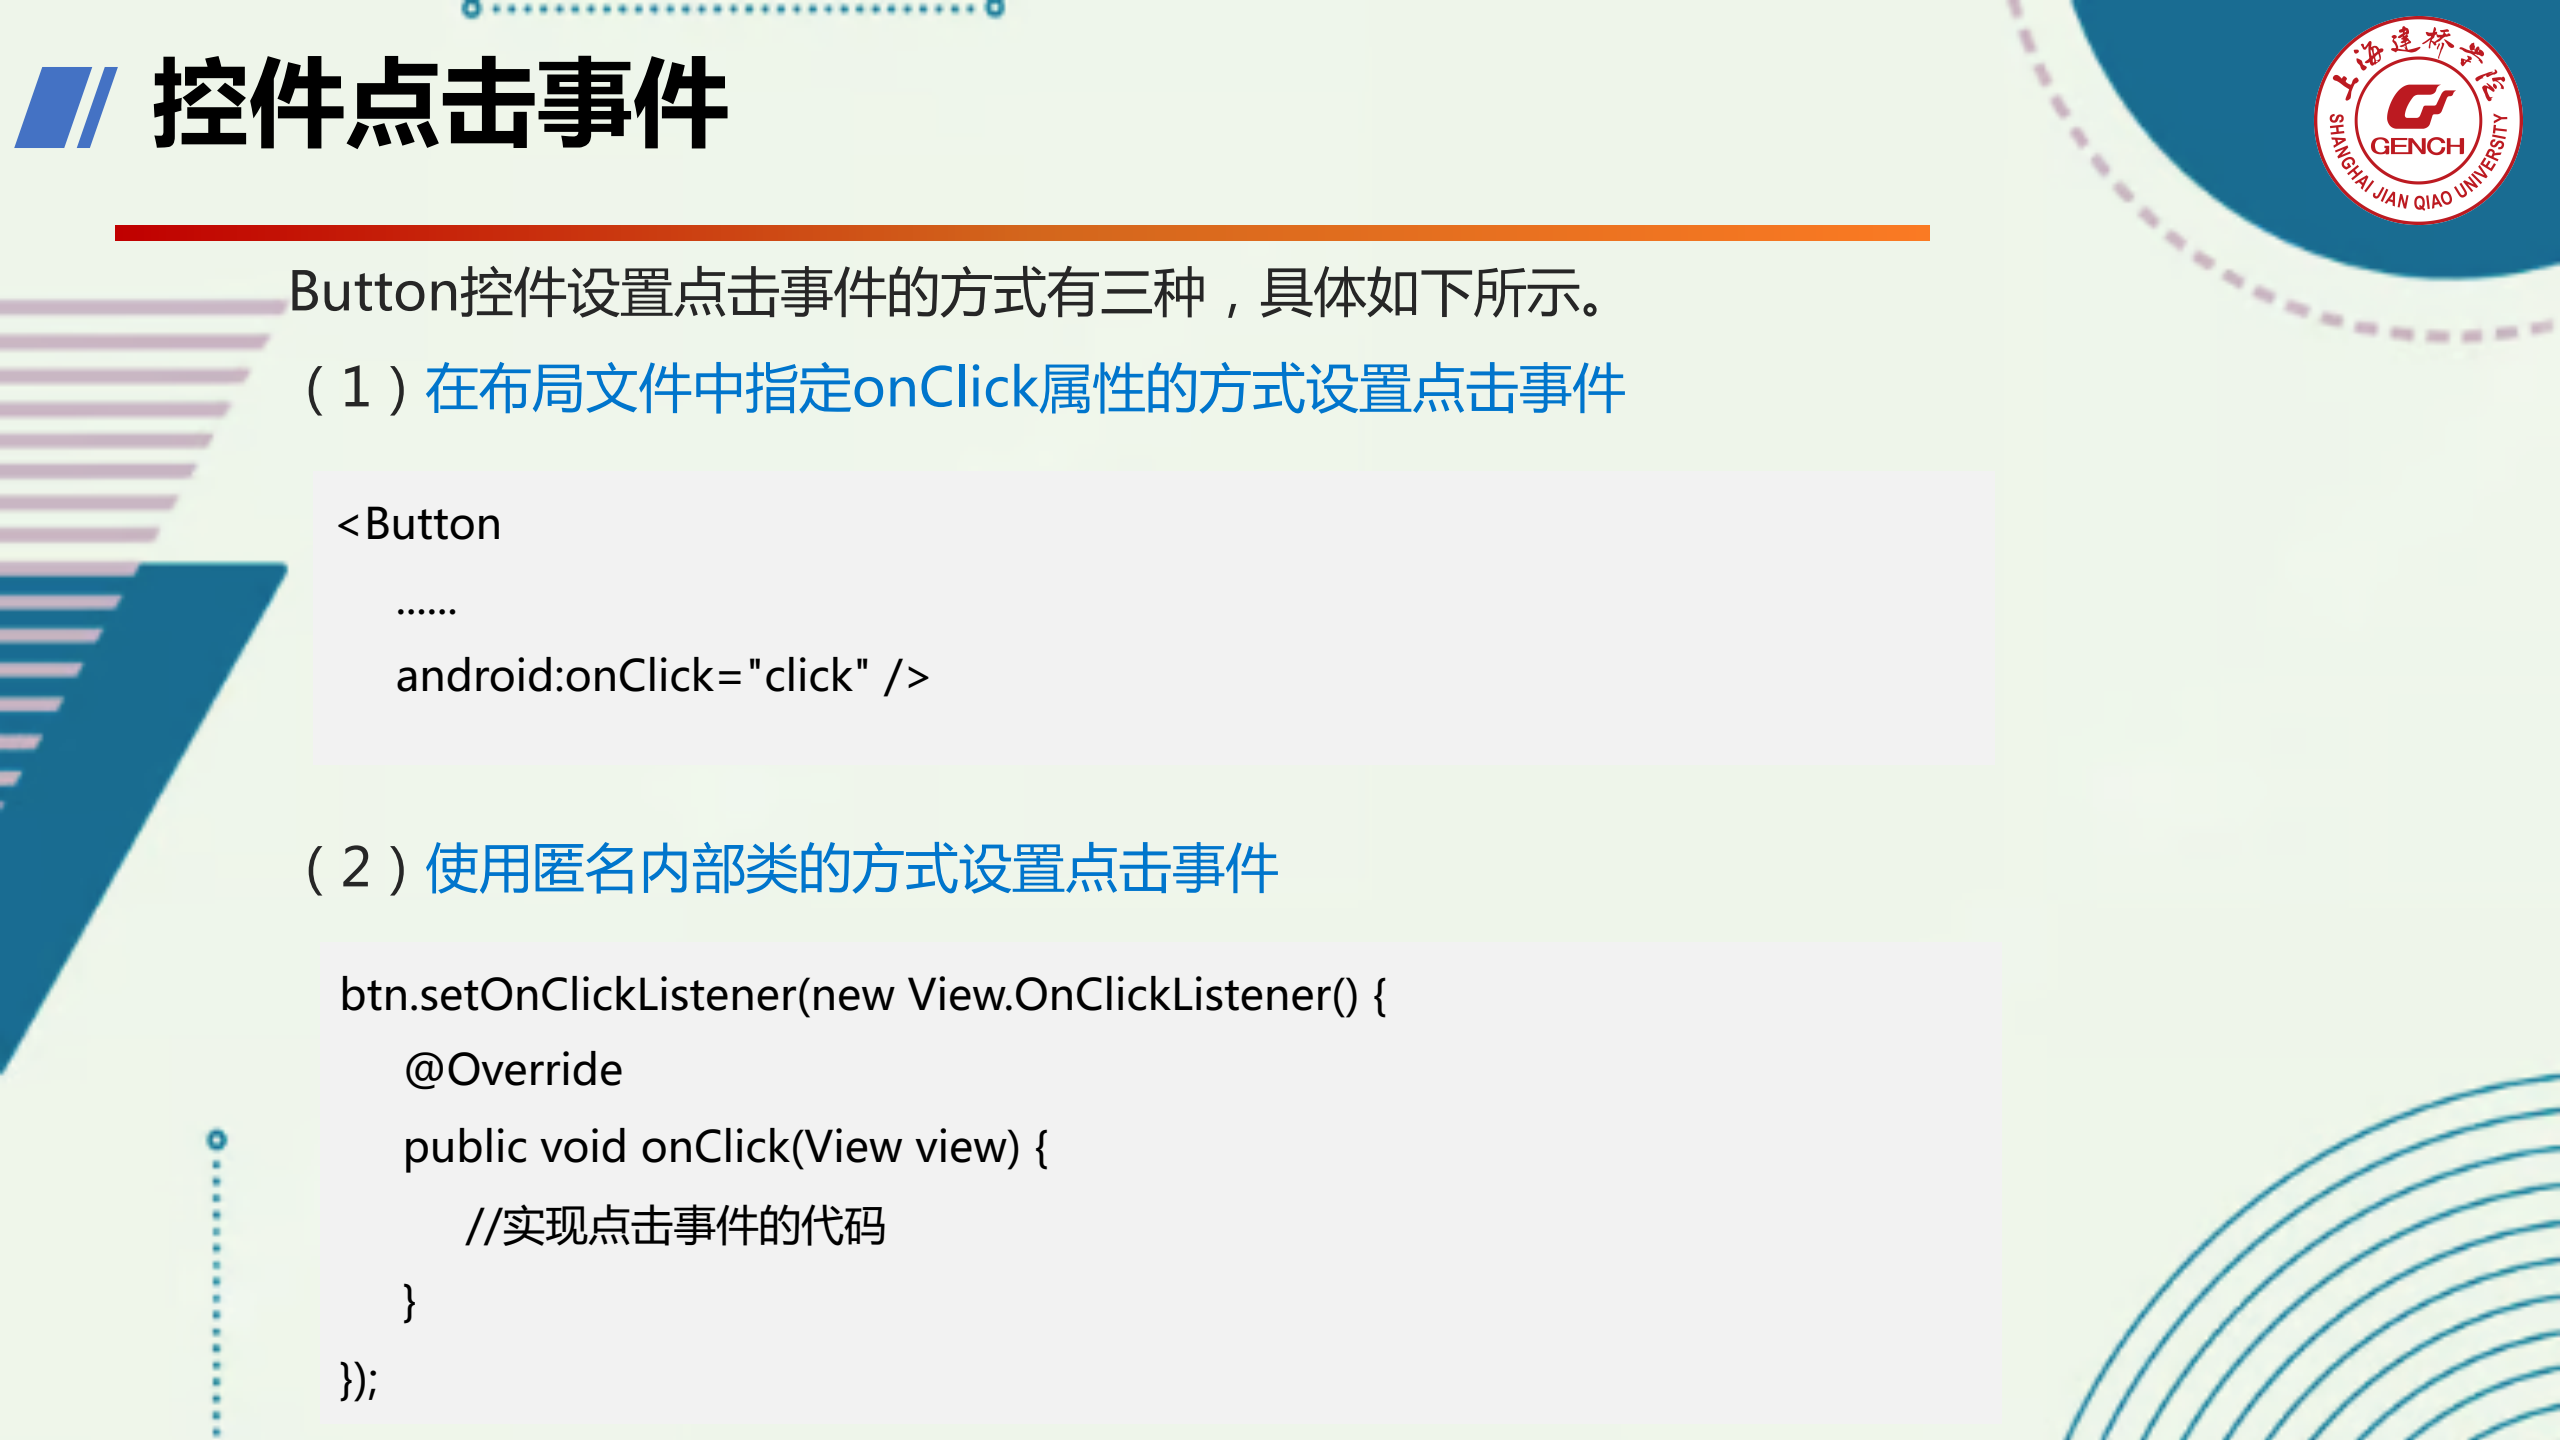 控件点击事件
上海建桥学院
GENCH
SHANGHAI JIAN QIAO UNIVERSITY
Button控件设置点击事件的方式有三种，具体如下所示。
（1）在布局文件中指定onClick属性的方式设置点击事件
<Button
......
android:onClick="click" />
（2）使用匿名内部类的方式设置点击事件
btn.setOnClickListener(new View.OnClickListener() {
@Override
public void onClick(View view) {
//实现点击事件的代码
}
});